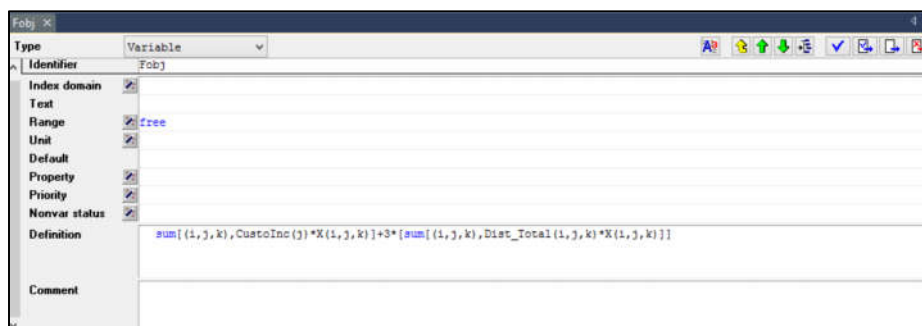 Fobj
Type Variable
Identifier Fobj
Index domain
Text
Range free
Unit
Default
Property
Priority
Nonvar status
Definition sum[(i,j,k),CustoInc(j)*X(i,j,k)]+3*[sum[(i,j,k),Dist_Total(i,j,k)*X(i,j,k)]]
Comment